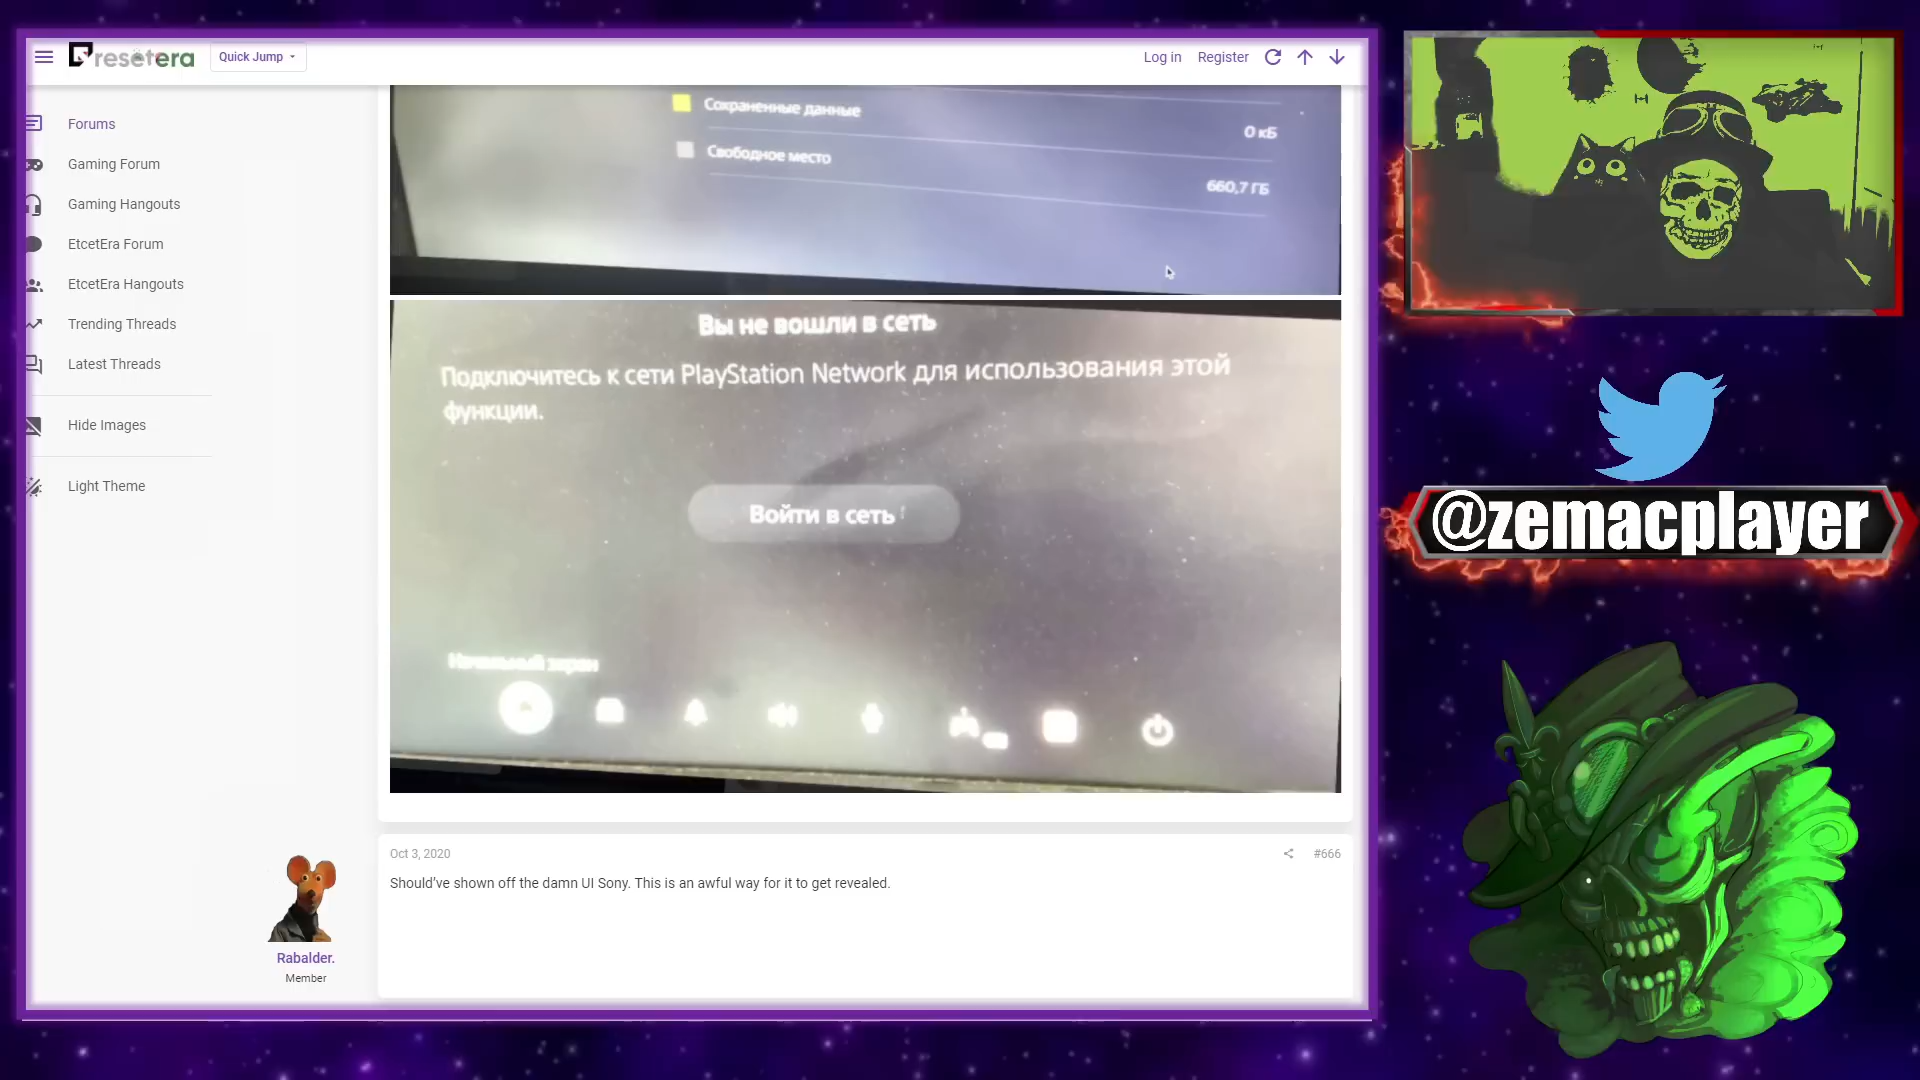 resetera
Quick Jump
Log in
Register
Forums
Gaming Forum
Gaming Hangouts
EtcetEra Forum
EtcetEra Hangouts
Trending Threads
Latest Threads
Hide Images
Light Theme
Сохраненные данные
0 кБ
Свободное место
660,7 ГБ
Вы не вошли в сеть
Подключитесь к сети PlayStation Network для использования этой
функции.
Войти в сеть
Начальный экран
Oct 3, 2020
#666
Should've shown off the damn UI Sony. This is an awful way for it to get revealed.
Rabalder.
Member
@zemacplayer